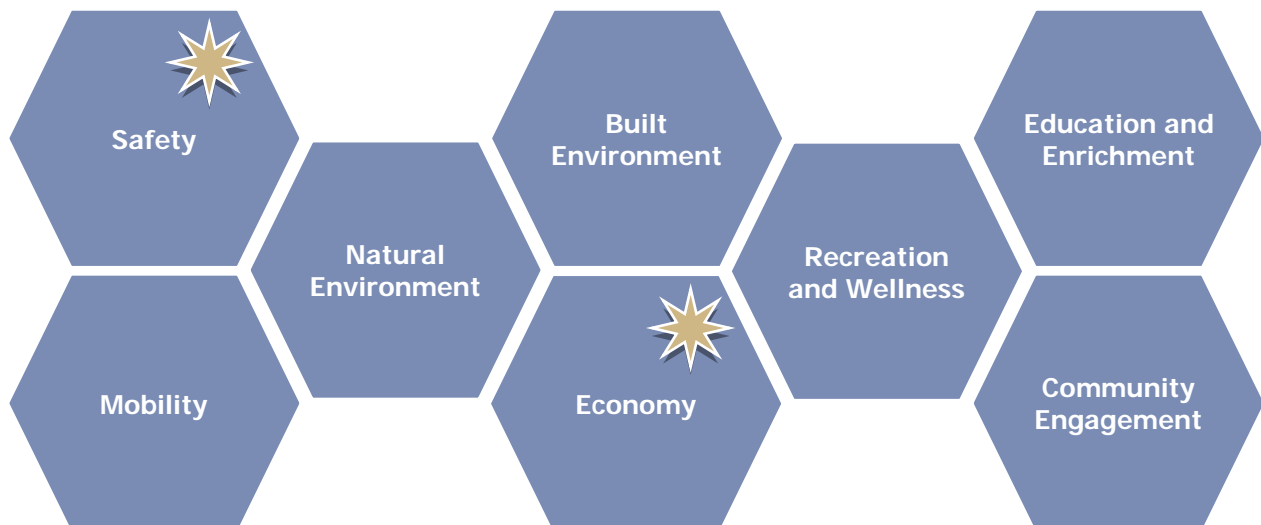 Safety
Built
Environment
Education and
Enrichment
Natural
Environment
Recreation
and Wellness
Mobility
Economy
Community
Engagement